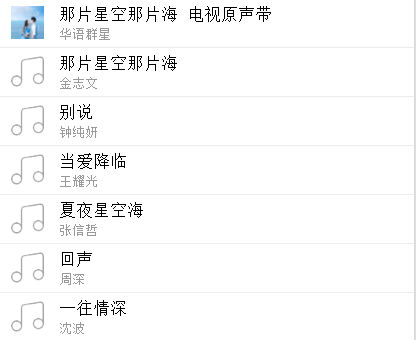 那片星空那片海 电视原声带
华语群星
那片星空那片海
金志文
别说
钟纯妍
当爱降临
王耀光
夏夜星空海
张信哲
回声
周深
一往情深
沈波